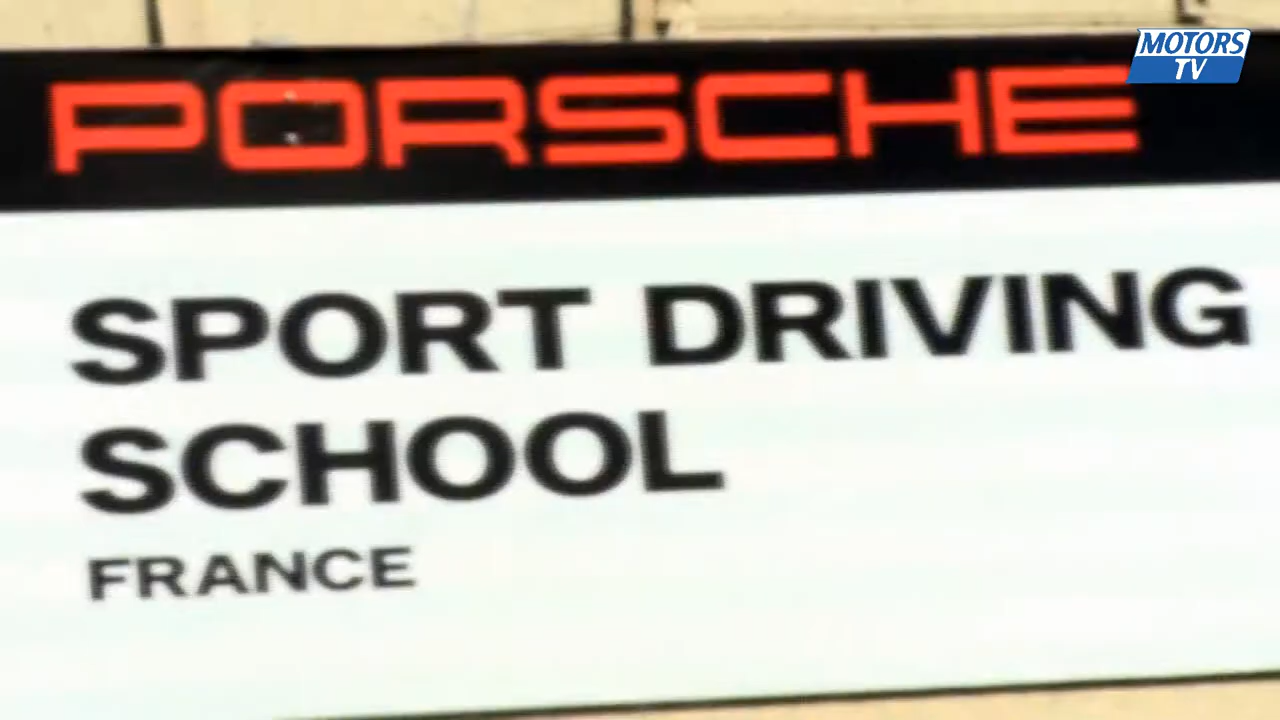 MOTORS
TV
PORSCHE
SPORT DRIVING
SCHOOL
FRANCE